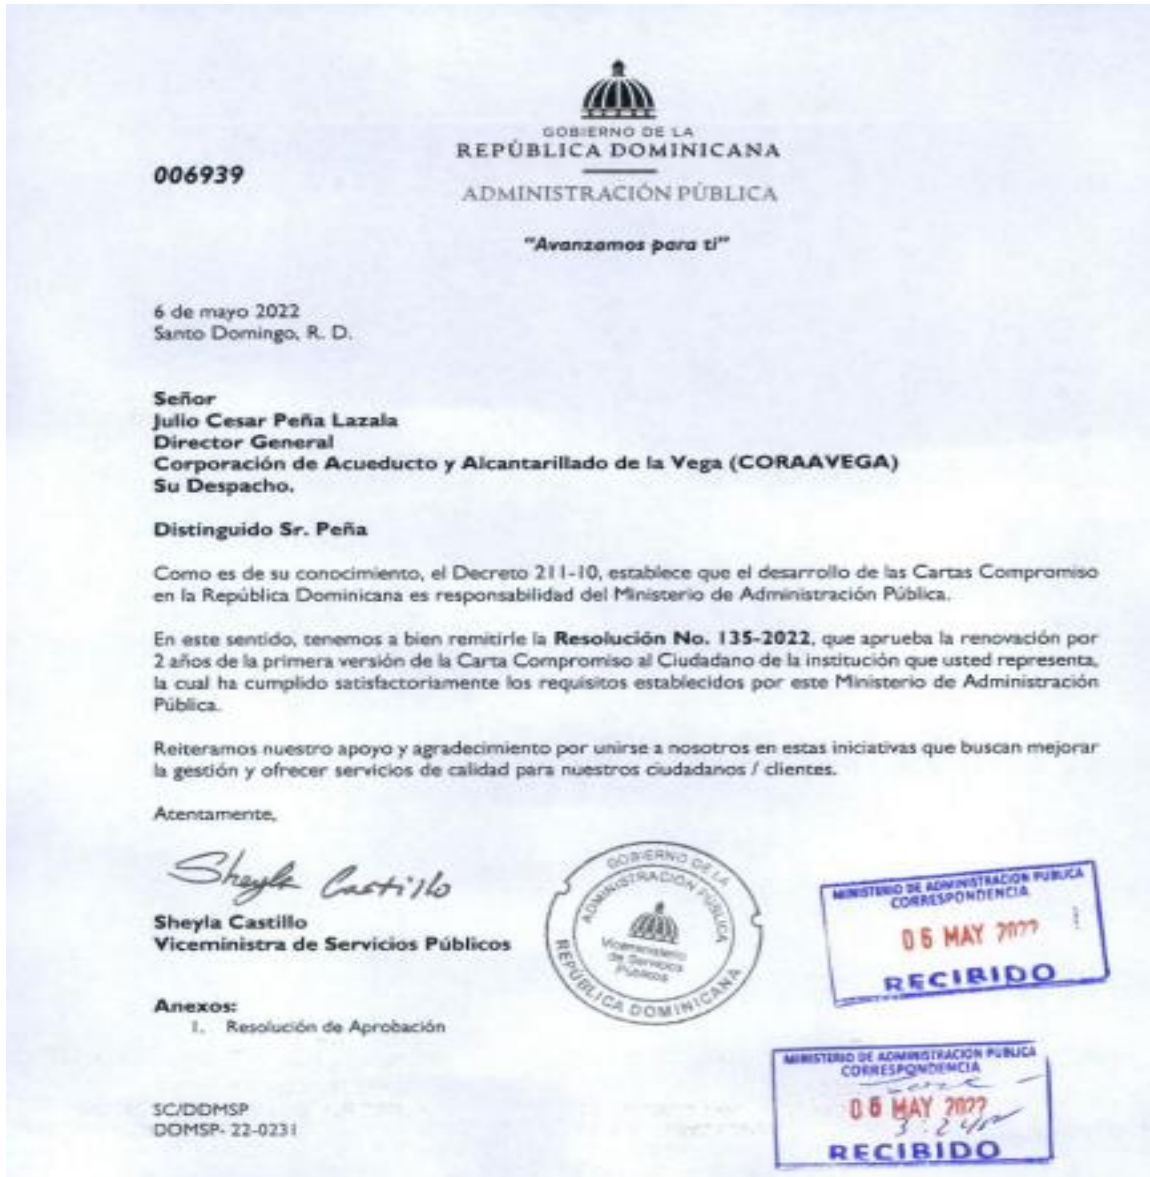 GOBIERNO DE LA
REPÚBLICA DOMINICANA
006939
ADMINISTRACIÓN PÚBLICA
"Avanzamos para ti"
6 de mayo 2022
Santo Domingo, R. D.
Señor
Julio Cesar Peña Lazala
Director General
Corporación de Acueducto y Alcantarillado de la Vega (CORAAVEGA)
Su Despacho.
Distinguido Sr. Peña
Como es de su conocimiento, el Decreto 211-10, establece que el desarrollo de las Cartas Compromiso
en la República Dominicana es responsabilidad del Ministerio de Administración Pública.
En este sentido, tenemos a bien remitirle la Resolución No. 135-2022, que aprueba la renovación por
2 años de la primera versión de la Carta Compromiso al Ciudadano de la institución que usted representa,
la cual ha cumplido satisfactoriamente los requisitos establecidos por este Ministerio de Administración
Pública.
Reiteramos nuestro apoyo y agradecimiento por unirse a nosotros en estas iniciativas que buscan mejorar
la gestión y ofrecer servicios de calidad para nuestros ciudadanos / clientes.
Atentamente,
Sheyla Castillo
Sheyla Castillo
Viceministra de Servicios Públicos
GOBIERNO DE LA
ADMINISTRACIÓN PÚBLICA
Viceministerio
de Servicios
Públicos
REPÚBLICA DOMINICANA
MINISTERIO DE ADMINISTRACION PUBLICA
CORRESPONDENCIA
06 MAY 2022
RECIBIDO
Anexos:
1. Resolución de Aprobación
MINISTERIO DE ADMINISTRACION PUBLICA
CORRESPONDENCIA
06 MAY 2022
RECIBIDO
SC/DDMSP
DOMSP- 22-0231